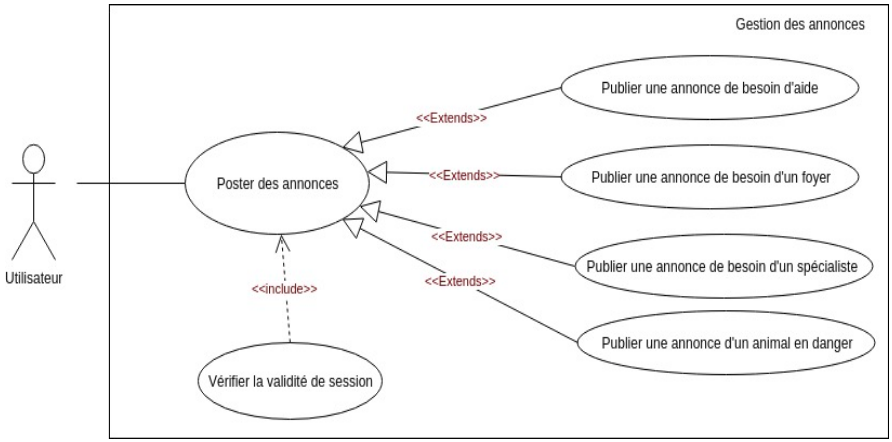 Gestion des annonces
Publier une annonce de besoin d'aide
<<Extends>>
Publier une annonce de besoin d'un foyer
<<Extends>>
Poster des annonces
<<Extends>>
Publier une annonce de besoin d'un spécialiste
Utilisateur
<<Extends>>
<<include>>
Publier une annonce d'un animal en danger
Vérifier la validité de session